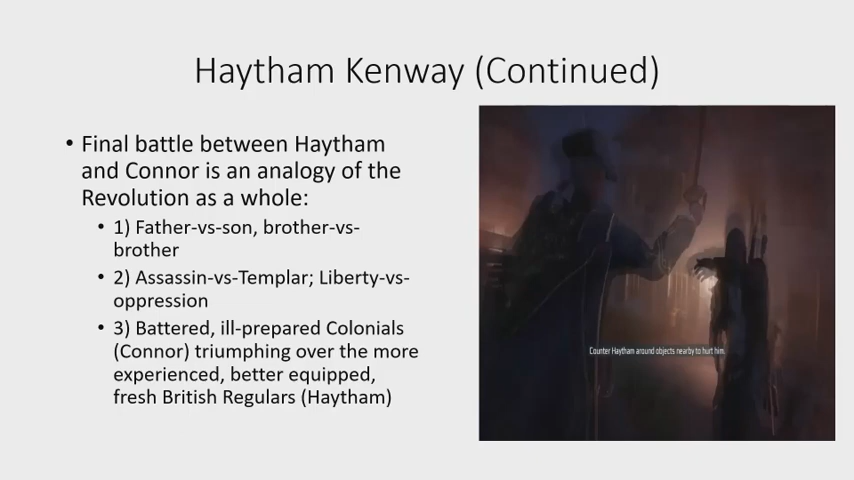 Haytham Kenway (Continued)
• Final battle between Haytham
and Connor is an analogy of the
Revolution as a whole:
• 1) Father-vs-son, brother-vs-
brother
• 2) Assassin-vs-Templar; Liberty-vs-
oppression
• 3) Battered, ill-prepared Colonials
(Connor) triumphing over the more
experienced, better equipped,
fresh British Regulars (Haytham)
Counter Haytham around objects nearby to hurt him.